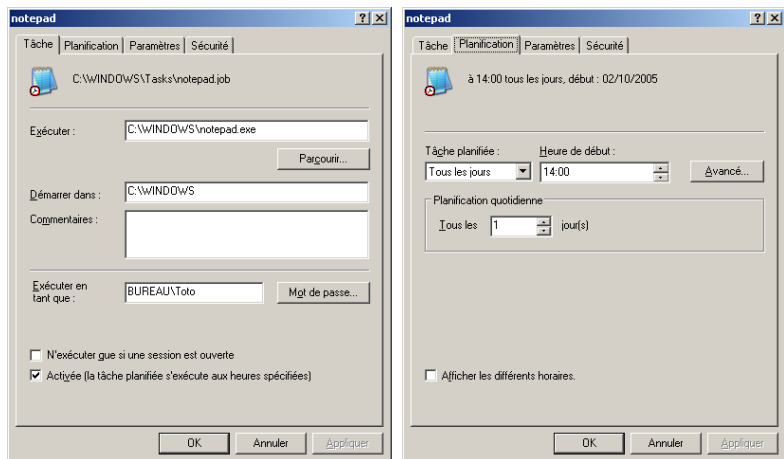 notepad
Tâche Planification Paramètres Sécurité
C:\WINDOWS\Tasks\notepad.job
Exécuter :
C:\WINDOWS\notepad.exe
Parcourir...
Démarrer dans :
C:\WINDOWS
Commentaires :
Exécuter en
tant que :
BUREAU\Toto
Mot de passe...
N'exécuter que si une session est ouverte
Activée (la tâche planifiée s'exécute aux heures spécifiées)
OK Annuler Appliquer
notepad
Tâche Planification Paramètres Sécurité
à 14:00 tous les jours, début : 02/10/2005
Tâche planifiée : Heure de début :
Tous les jours 14:00 Avancé...
Planification quotidienne
Tous les 1 jour(s)
Afficher les différents horaires.
OK Annuler Appliquer